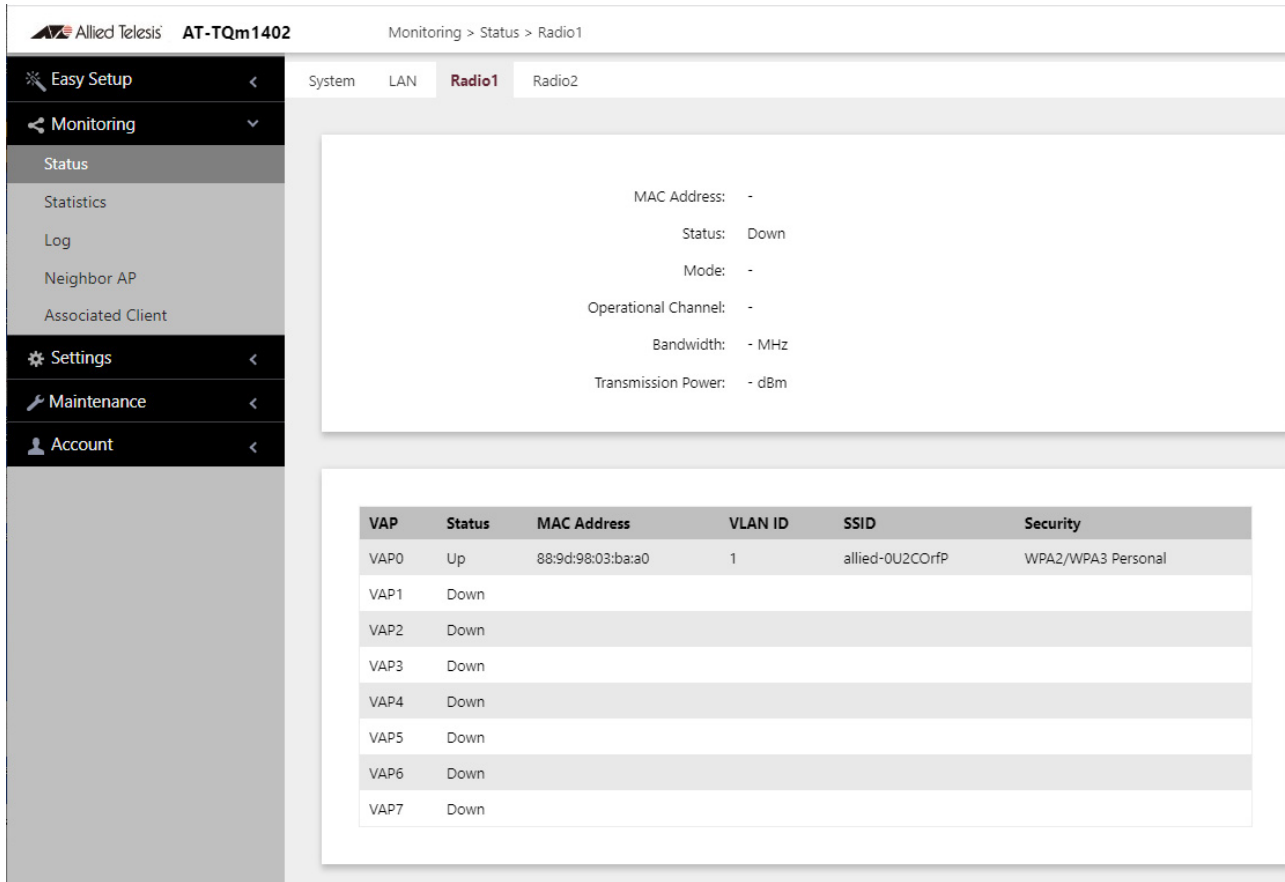 Allied Telesis AT-TQm1402 Monitoring > Status > Radio1
Easy Setup
System LAN Radio1 Radio2
Monitoring
Status
Statistics
Log
Neighbor AP
Associated Client
Settings
Maintenance
Account
MAC Address: -
Status: Down
Mode: -
Operational Channel: -
Bandwidth: - MHz
Transmission Power: - dBm
VAP Status MAC Address VLAN ID SSID Security
VAP0 Up 88:9d:98:03:ba:a0 1 allied-0U2COrfP WPA2/WPA3 Personal
VAP1 Down
VAP2 Down
VAP3 Down
VAP4 Down
VAP5 Down
VAP6 Down
VAP7 Down